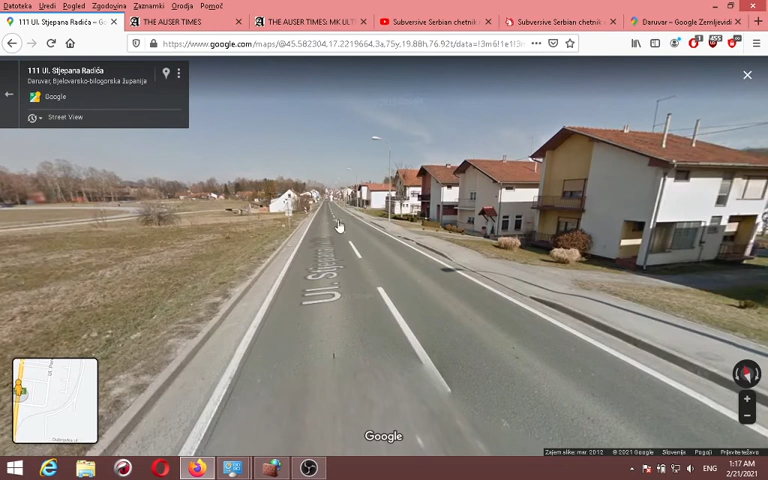 Datoteka Uredi Pogled Zgodovina Zaznamki Orodja Pomoč
111 Ul. Stjepana Radića – Go
THE AUSER TIMES
THE AUSER TIMES: MK ULT
Subversive Serbian chetnik
Subversive Serbian chetnik
Daruvar – Google Zemljevidi
https://www.google.com/maps/@45.582304,17.2219664,3a,75y,19.88h,76.92t/data=!3m6!1e1!3m
111 Ul. Stjepana Radića
Daruvar, Bjelovarsko-bilogorska županija
Google
Street View
Ul. Stjepana
Google
Zajem slike: mar. 2012 © 2021 Google Slovenija Pogoji Prijavite težavo
ENG
1:17 AM
2/21/2021